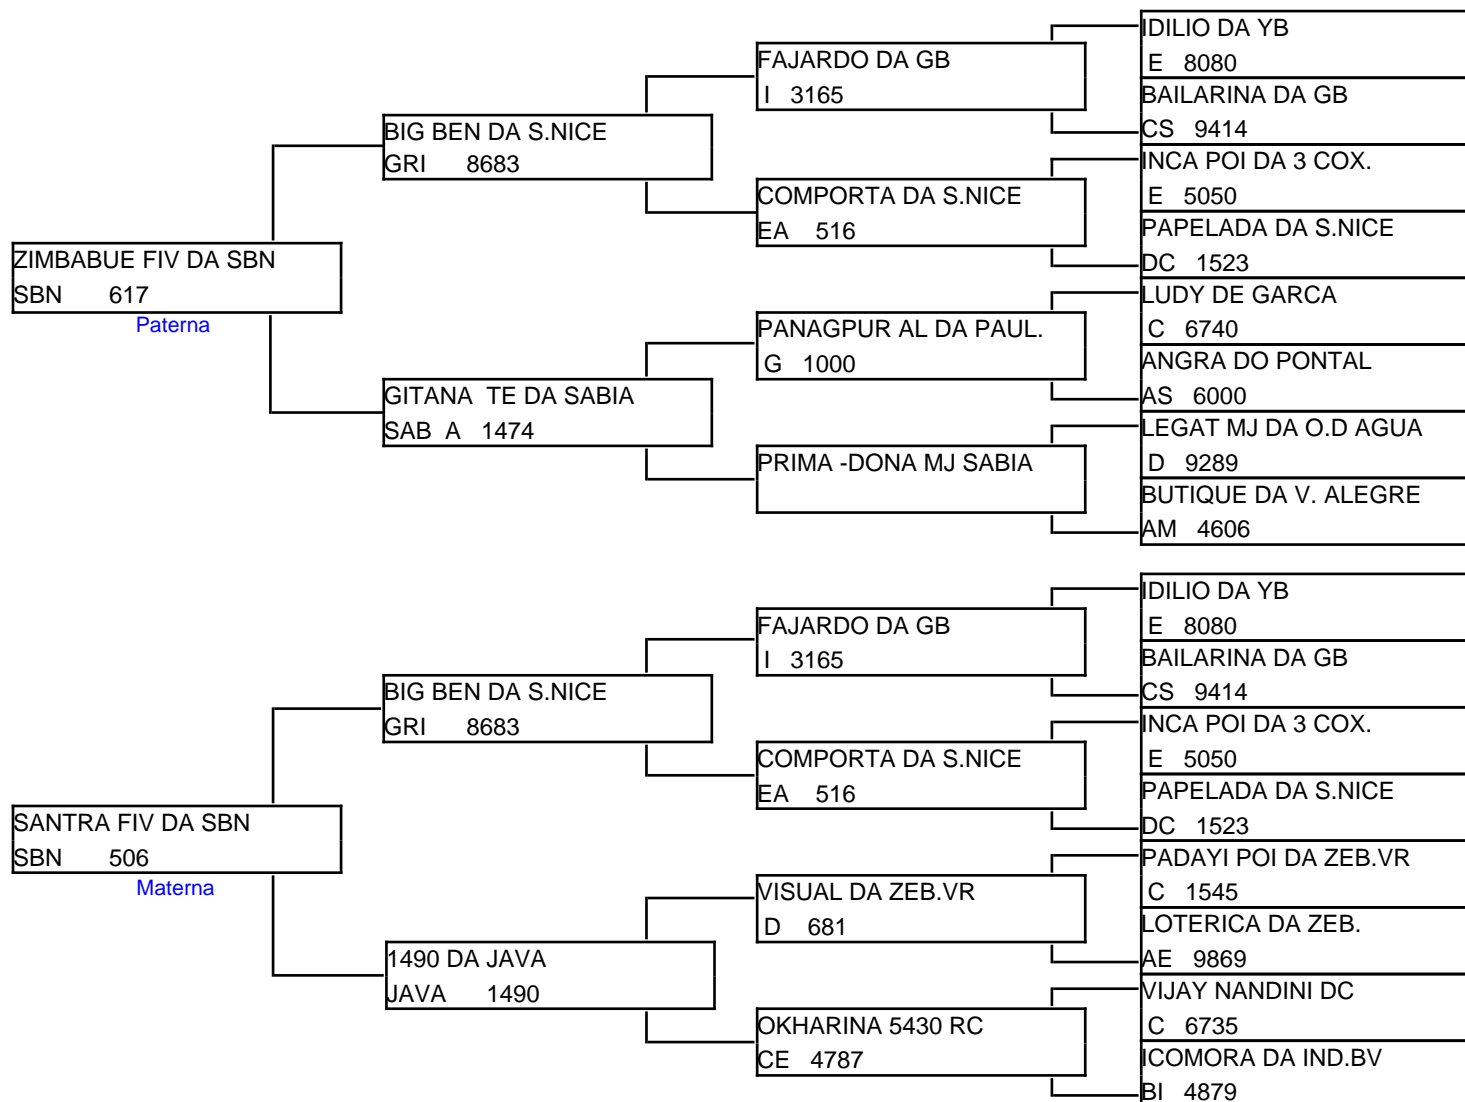 ZIMBABUE FIV DA SBN
SBN 617
Paterna
BIG BEN DA S.NICE
GRI 8683
GITANA TE DA SABIA
SAB A 1474
FAJARDO DA GB
I 3165
COMPORTA DA S.NICE
EA 516
PANAGPUR AL DA PAUL.
G 1000
PRIMA -DONA MJ SABIA
IDILIO DA YB
E 8080
BAILARINA DA GB
CS 9414
INCA POI DA 3 COX.
E 5050
PAPELADA DA S.NICE
DC 1523
LUDY DE GARCA
C 6740
ANGRA DO PONTAL
AS 6000
LEGAT MJ DA O.D AGUA
D 9289
BUTIQUE DA V. ALEGRE
AM 4606
SANTRA FIV DA SBN
SBN 506
Materna
BIG BEN DA S.NICE
GRI 8683
1490 DA JAVA
JAVA 1490
FAJARDO DA GB
I 3165
COMPORTA DA S.NICE
EA 516
VISUAL DA ZEB.VR
D 681
OKHARINA 5430 RC
CE 4787
IDILIO DA YB
E 8080
BAILARINA DA GB
CS 9414
INCA POI DA 3 COX.
E 5050
PAPELADA DA S.NICE
DC 1523
PADAYI POI DA ZEB.VR
C 1545
LOTERICA DA ZEB.
AE 9869
VIJAY NANDINI DC
C 6735
ICOMORA DA IND.BV
BI 4879